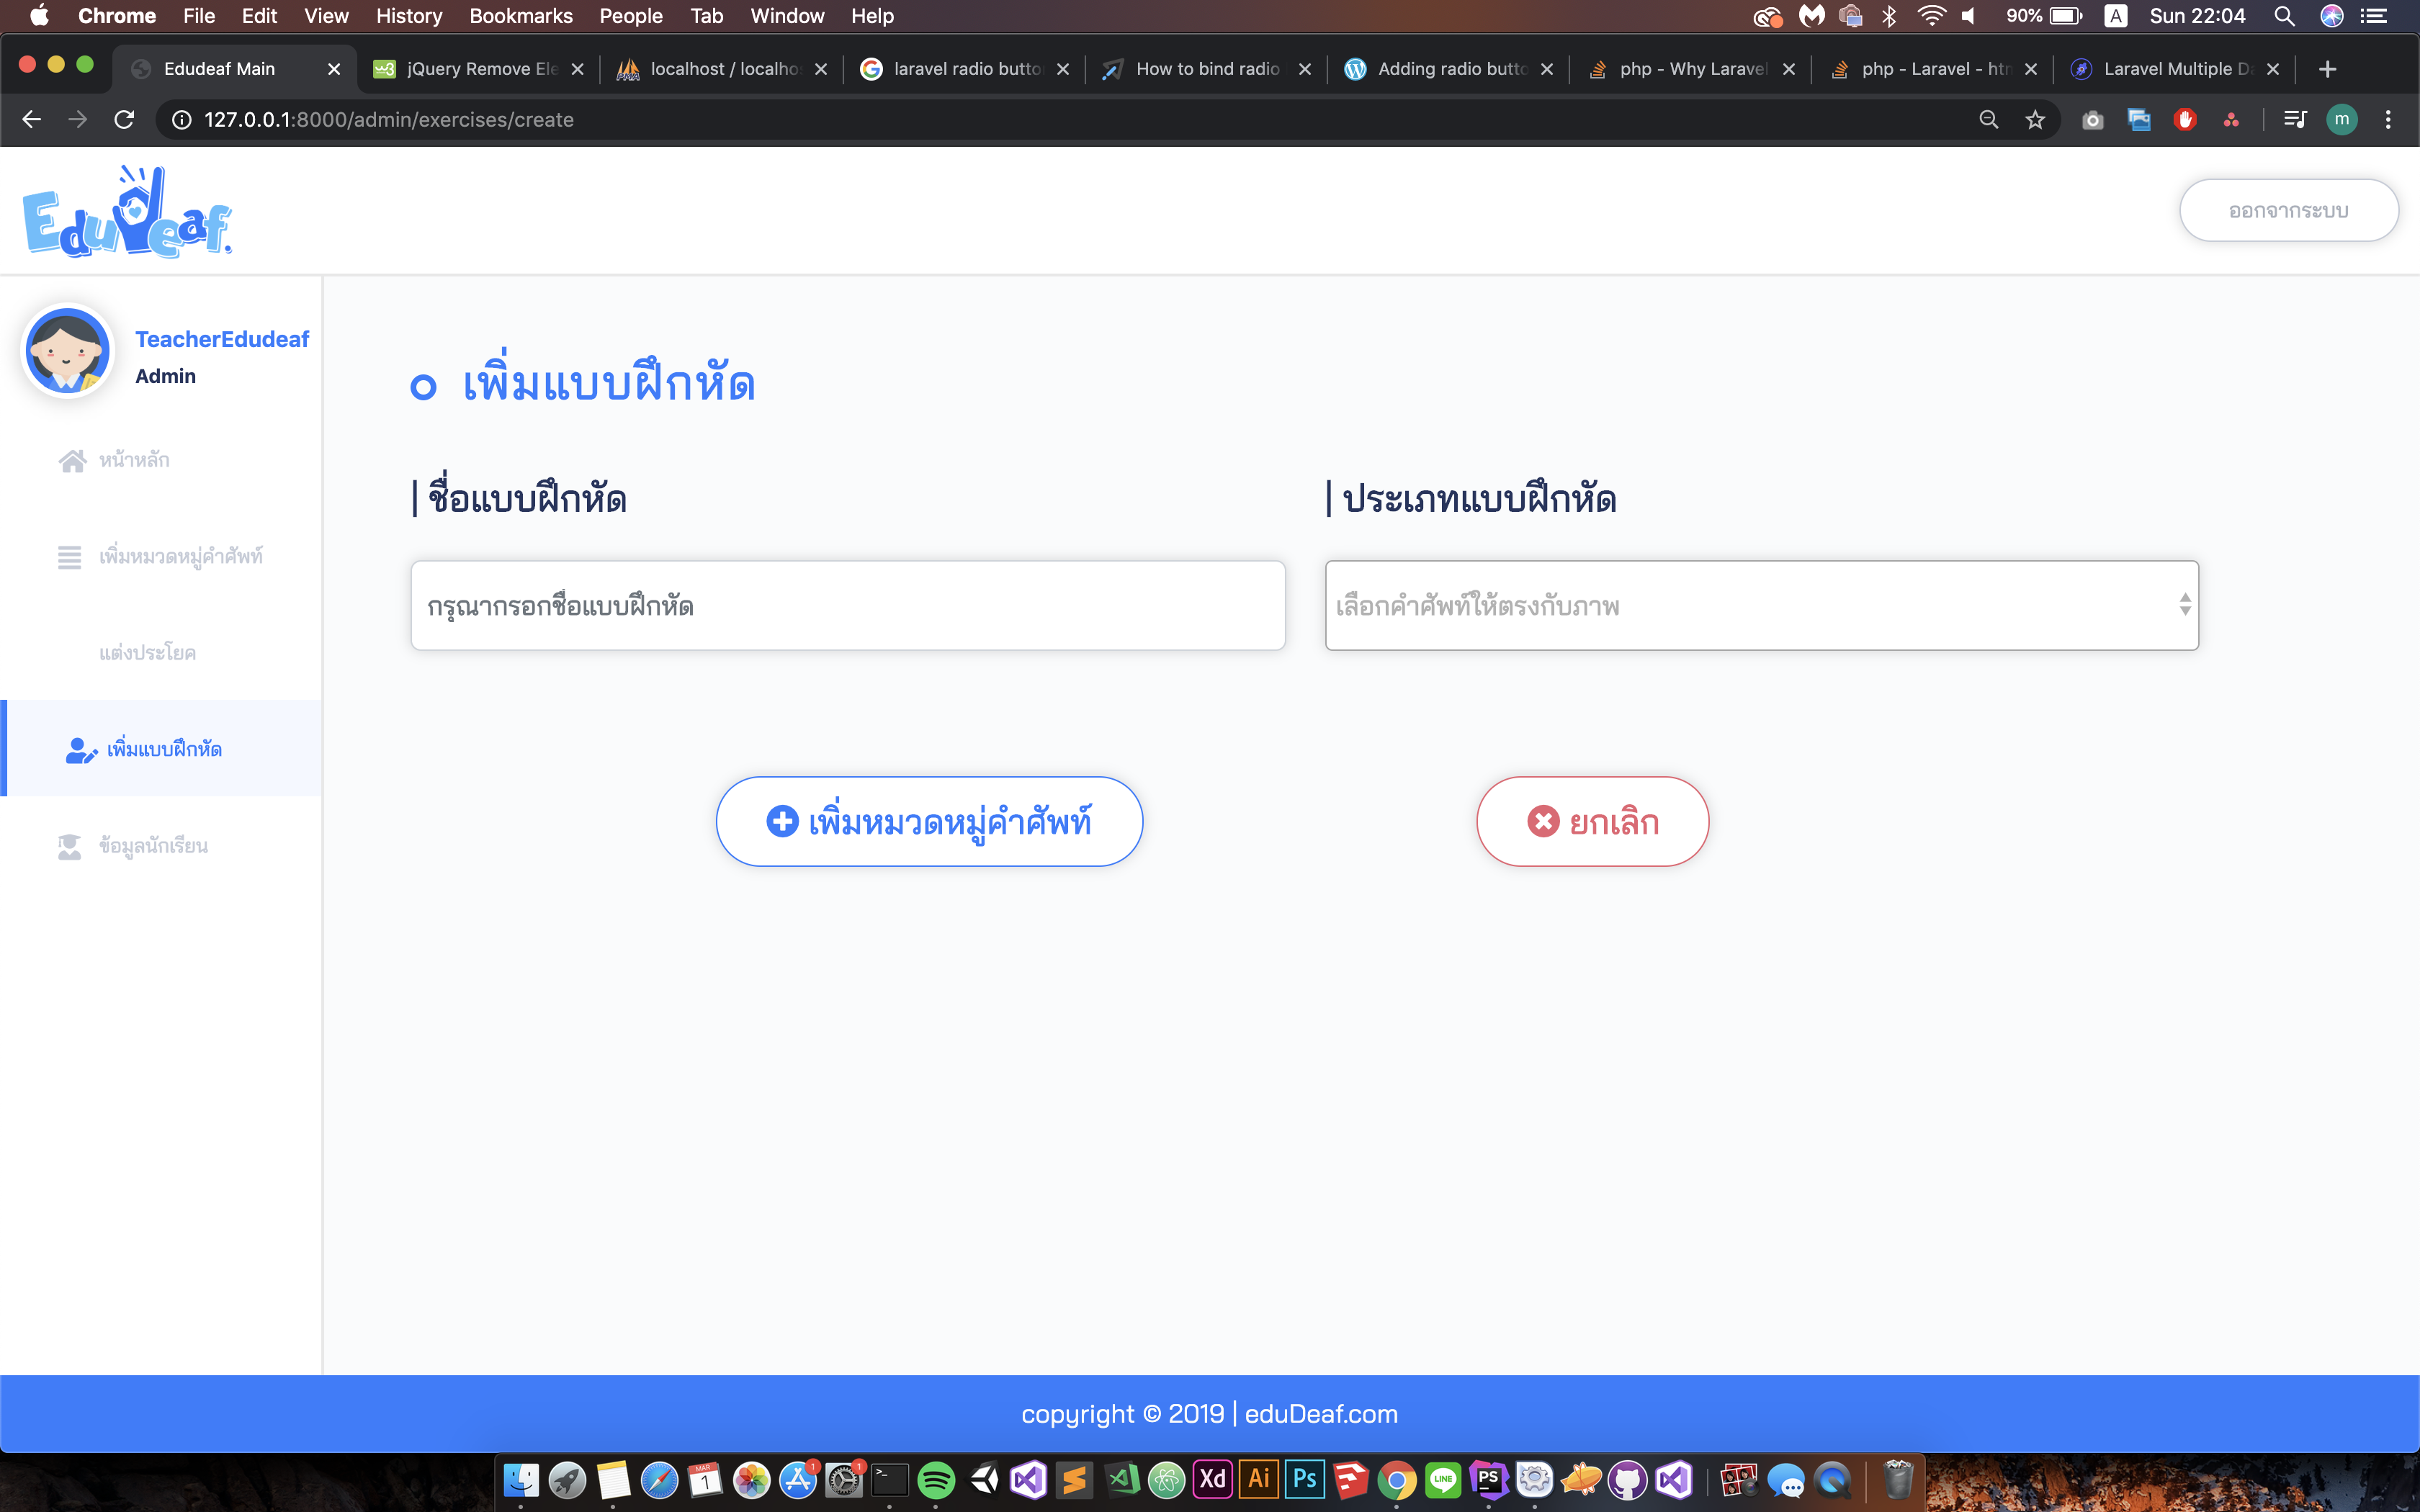 Chrome File Edit View History Bookmarks People Tab Window Help 90% A Sun 22:04
Edudeaf Main jQuery Remove Ele localhost / localhos laravel radio butto How to bind radio Adding radio butto php - Why Laravel php - Laravel - htm Laravel Multiple Da
127.0.0.1:8000/admin/exercises/create m
EduDeaf.
ออกจากระบบ
TeacherEdudeaf
Admin
เพิ่มแบบฝึกหัด
หน้าหลัก
| ชื่อแบบฝึกหัด | ประเภทแบบฝึกหัด
เพิ่มหมวดหมู่คำศัพท์
กรุณากรอกชื่อแบบฝึกหัด เลือกคำศัพท์ให้ตรงกับภาพ
แต่งประโยค
เพิ่มแบบฝึกหัด
เพิ่มหมวดหมู่คำศัพท์ ยกเลิก
ข้อมูลนักเรียน
copyright © 2019 | eduDeaf.com
MAR 1 1 1 Xd Ai Ps LINE PS